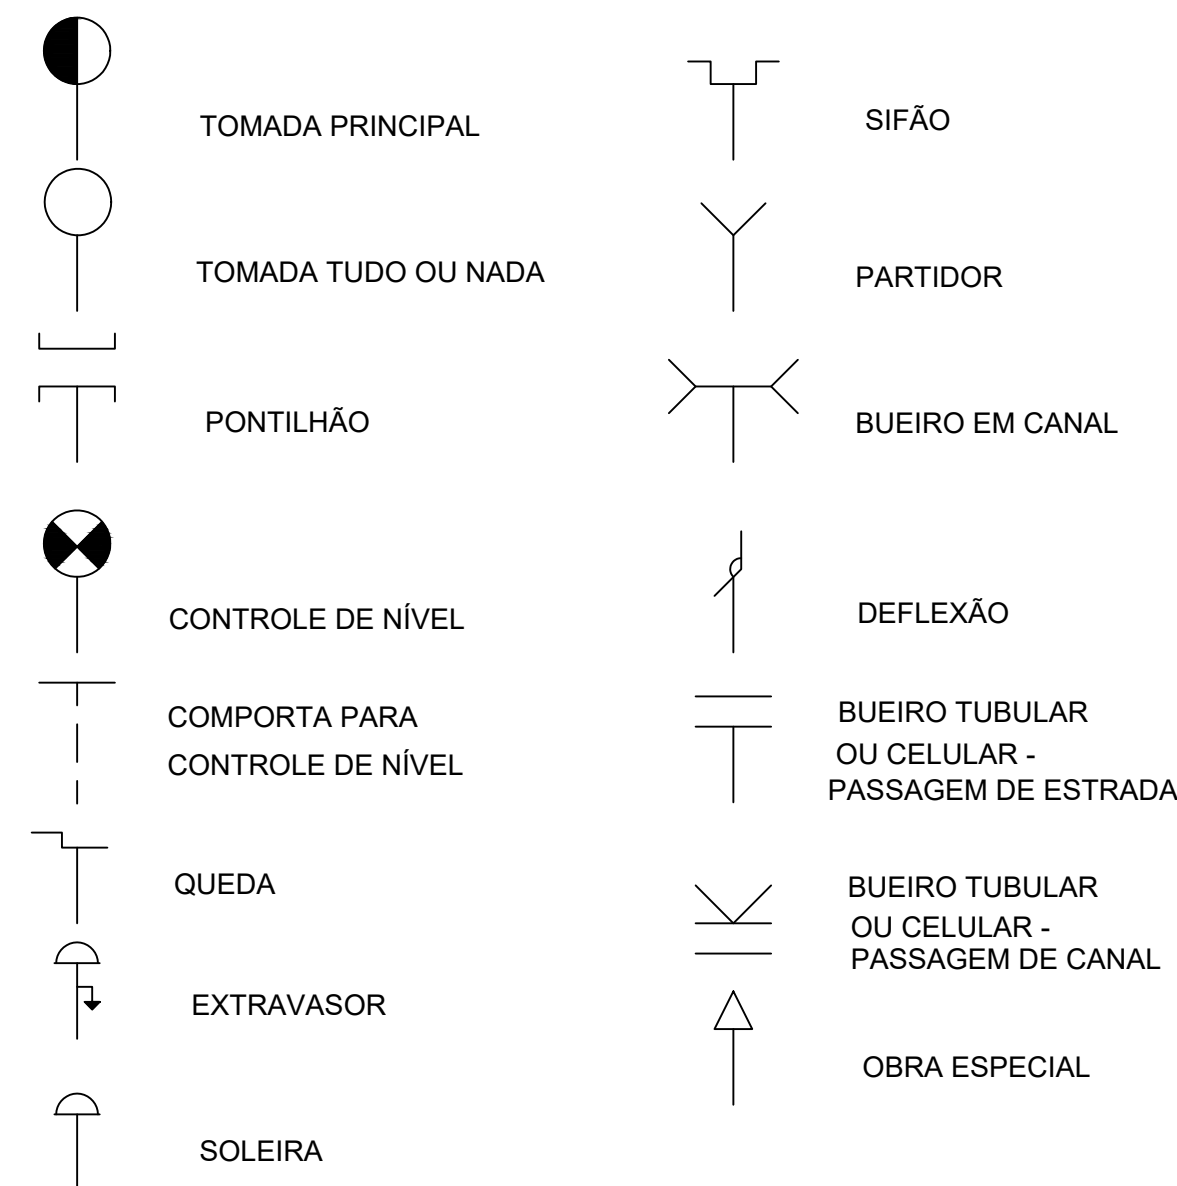 TOMADA PRINCIPAL
TOMADA TUDO OU NADA
PONTILHÃO
CONTROLE DE NÍVEL
COMPORTA PARA
CONTROLE DE NÍVEL
QUEDA
EXTRAVASOR
SOLEIRA
SIFÃO
PARTIDOR
BUEIRO EM CANAL
DEFLEXÃO
BUEIRO TUBULAR
OU CELULAR -
PASSAGEM DE ESTRADA
BUEIRO TUBULAR
OU CELULAR -
PASSAGEM DE CANAL
OBRA ESPECIAL